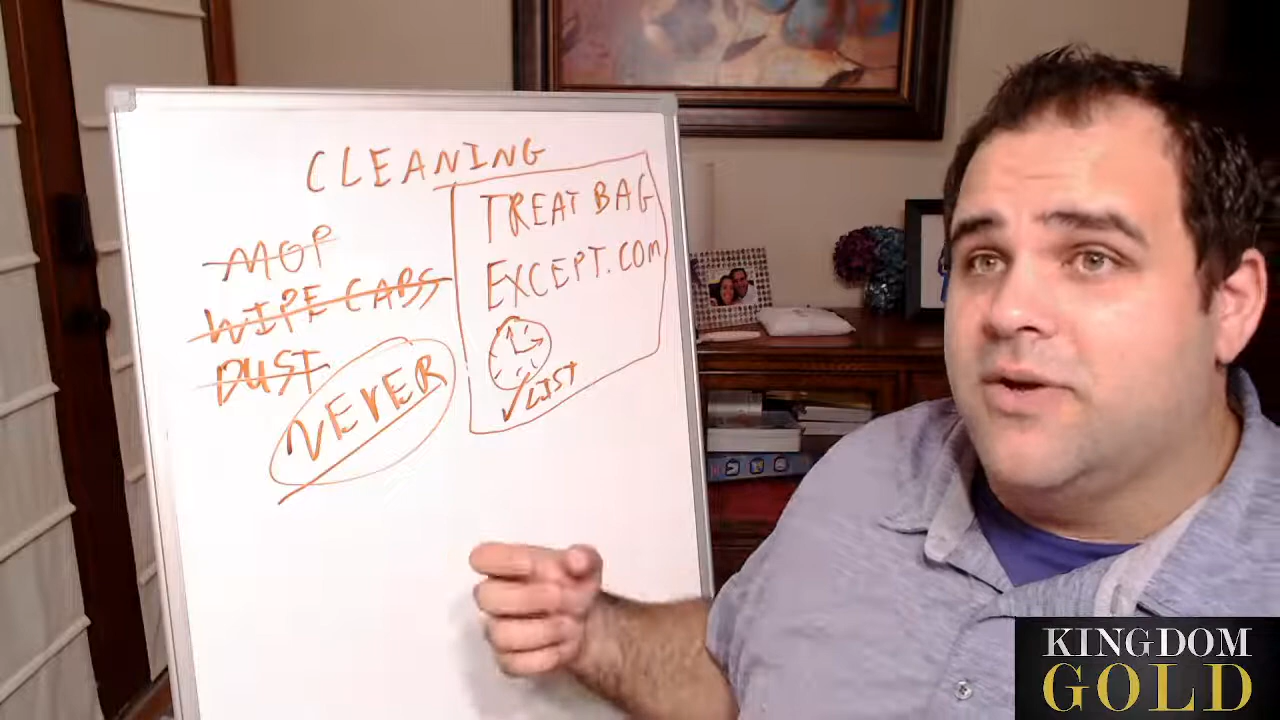 CLEANING
MOP
WIPE CABS
DUST
NEVER
TREAT BAG
EXCEPT.COM
✓LIST
KINGDOM
GOLD